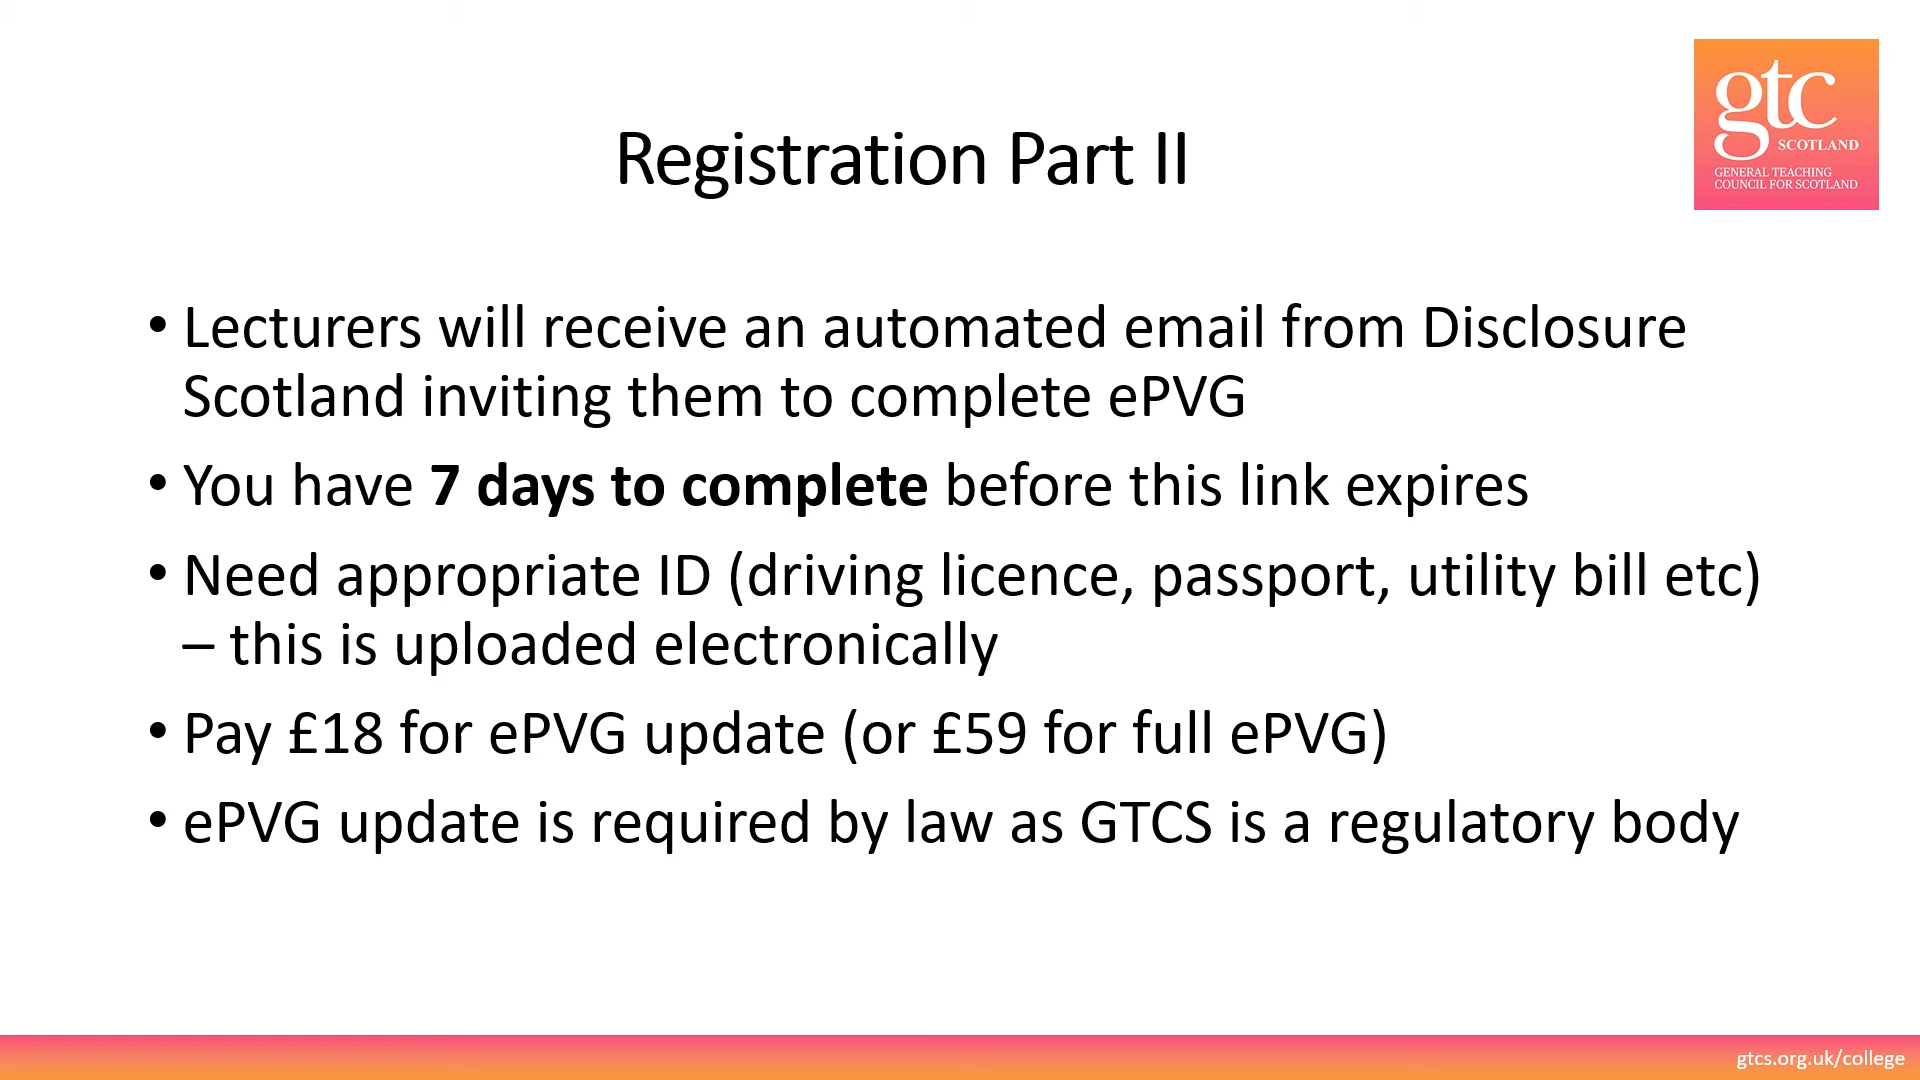 gtc
SCOTLAND
GENERAL TEACHING
COUNCIL FOR SCOTLAND
Registration Part II
• Lecturers will receive an automated email from Disclosure
Scotland inviting them to complete ePVG
• You have 7 days to complete before this link expires
• Need appropriate ID (driving licence, passport, utility bill etc)
– this is uploaded electronically
• Pay £18 for ePVG update (or £59 for full ePVG)
• ePVG update is required by law as GTCS is a regulatory body
gtcs.org.uk/college